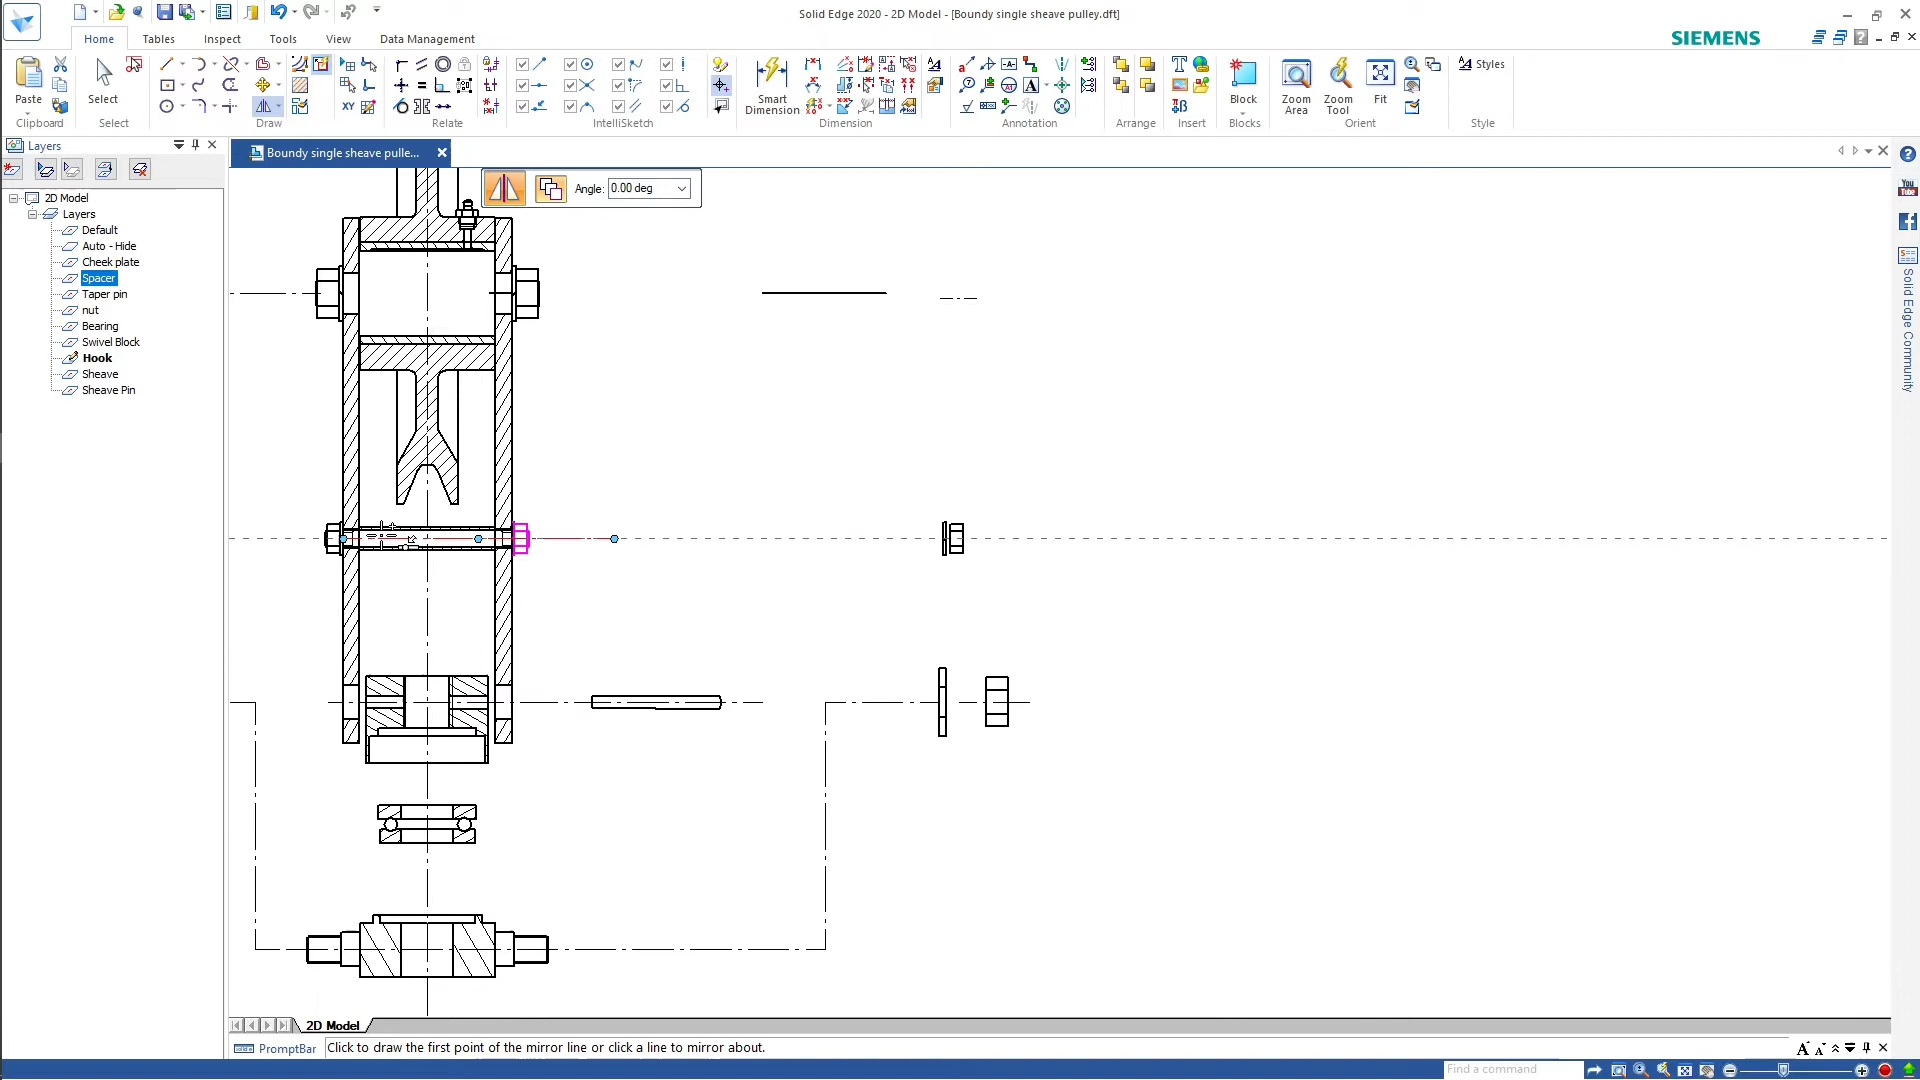 Solid Edge 2020 - 2D Model - [Boundy single sheave pulley.dft]
Home Tables Inspect Sketch Tools View Data Management
SIEMENS
Paste
Select
Smart Dimension
Block
Zoom Area
Zoom Tool
Fit
Styles
XY
Clipboard Select Draw Relate IntelliSketch Dimension Annotation Arrange Insert Blocks Orient Style
Layers
Boundy single sheave pulle...
Angle: 0.00 deg
2D Model
Layers
Default
Auto - Hide
Cheek plate
Spacer
Taper pin
nut
Bearing
Swivel Block
Hook
Sheave
Sheave Pin
You Tube
Solid Edge Community
2D Model
PromptBar Click to draw the first point of the mirror line or click a line to mirror about.
Find a command